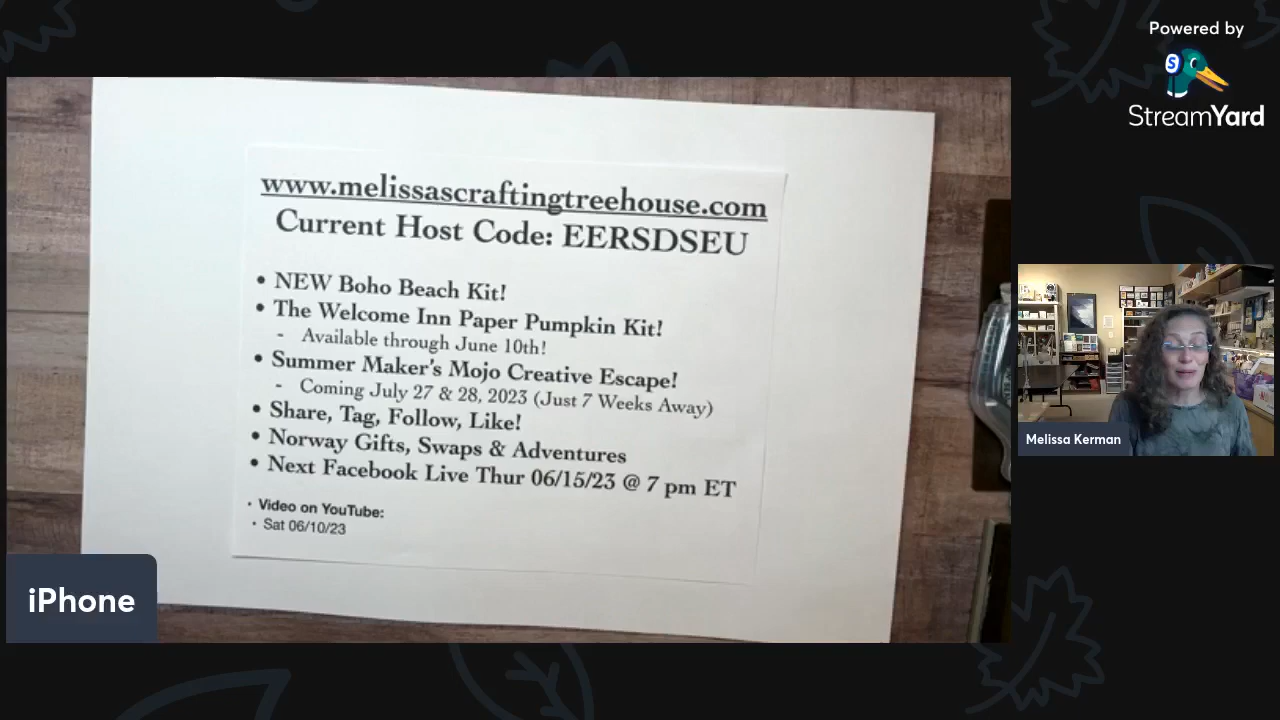 Powered by
StreamYard
www.melissascraftingtreehouse.com
Current Host Code: EERSDSEU
• NEW Boho Beach Kit!
• The Welcome Inn Paper Pumpkin Kit!
- Available through June 10th!
• Summer Maker's Mojo Creative Escape!
- Coming July 27 & 28, 2023 (Just 7 Weeks Away)
• Share, Tag, Follow, Like!
• Norway Gifts, Swaps & Adventures
• Next Facebook Live Thur 06/15/23 @ 7 pm ET
• Video on YouTube:
• Sat 06/10/23
iPhone
Melissa Kerman